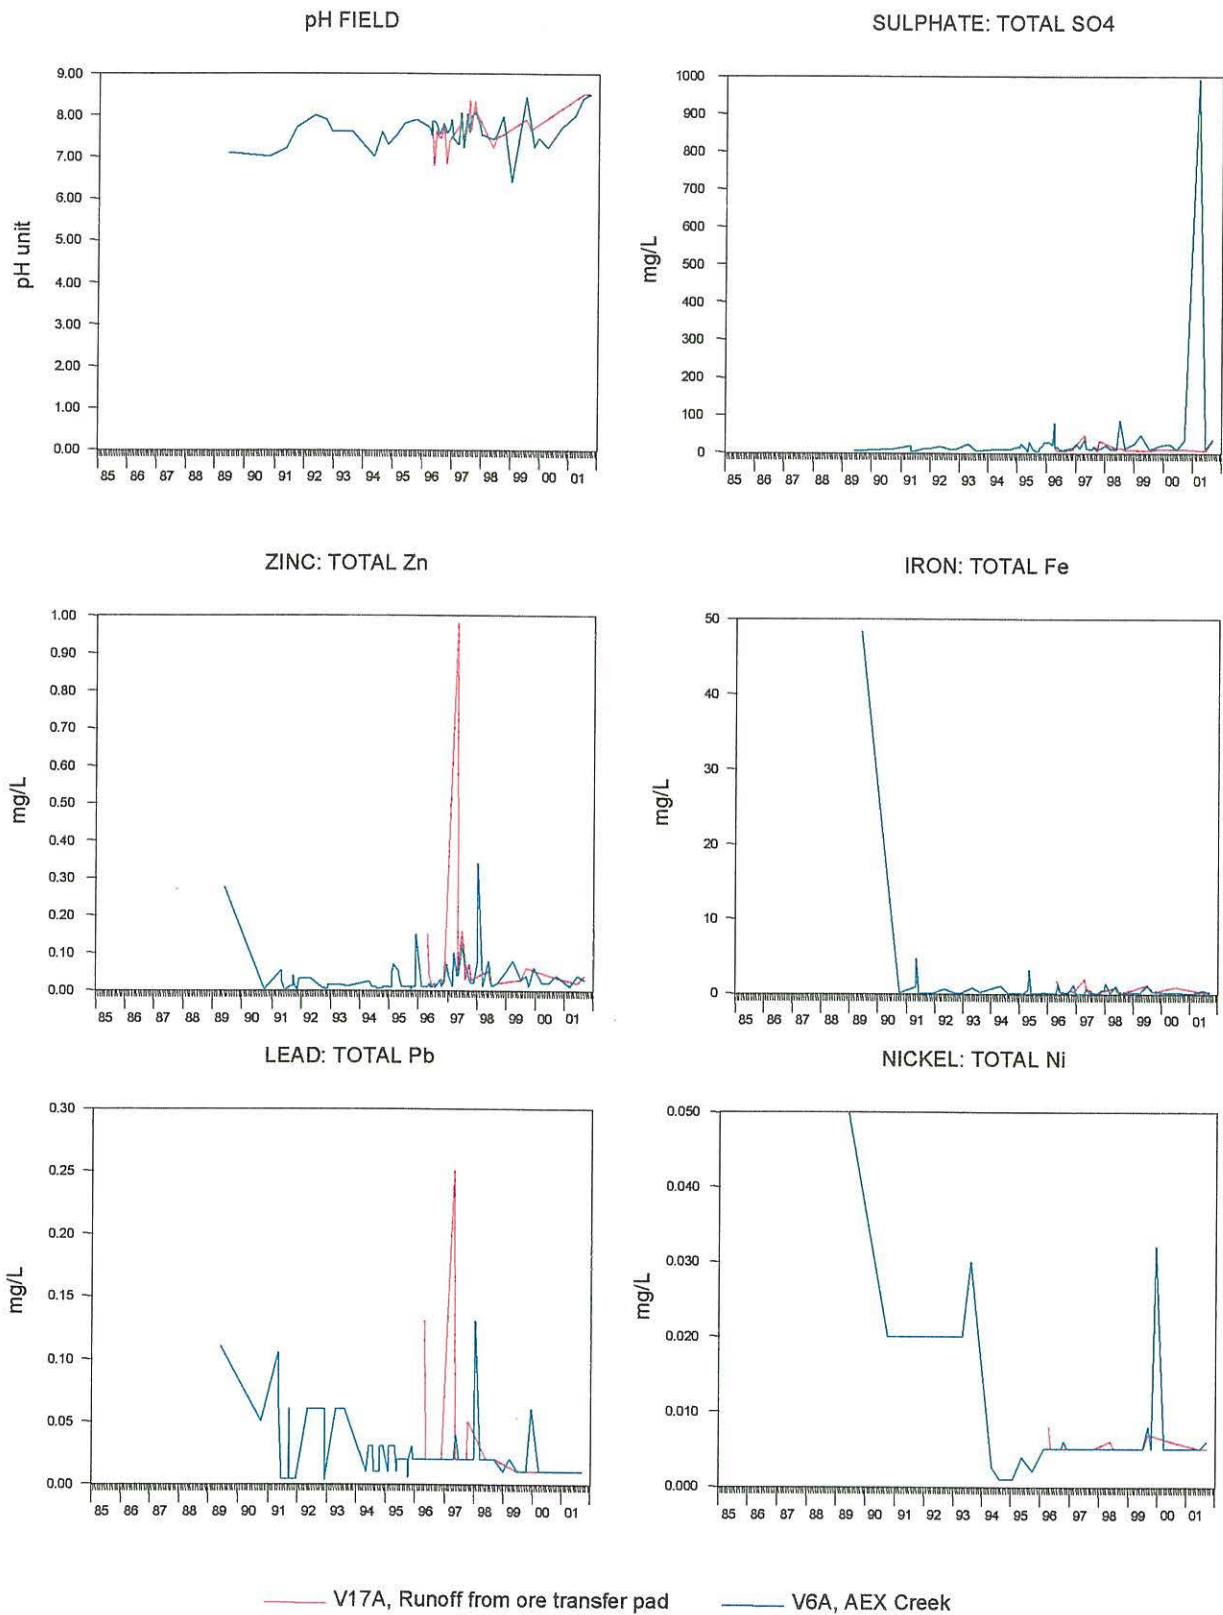 pH FIELD
9.00
8.00
7.00
6.00
5.00
4.00
3.00
2.00
1.00
0.00
pH unit
85 86 87 88 89 90 91 92 93 94 95 96 97 98 99 00 01
SULPHATE: TOTAL SO4
1000
900
800
700
600
500
400
300
200
100
0
mg/L
85 86 87 88 89 90 91 92 93 94 95 96 97 98 99 00 01
ZINC: TOTAL Zn
1.00
0.90
0.80
0.70
0.60
0.50
0.40
0.30
0.20
0.10
0.00
mg/L
85 86 87 88 89 90 91 92 93 94 95 96 97 98 99 00 01
IRON: TOTAL Fe
50
40
30
20
10
0
mg/L
85 86 87 88 89 90 91 92 93 94 95 96 97 98 99 00 01
LEAD: TOTAL Pb
0.30
0.25
0.20
0.15
0.10
0.05
0.00
mg/L
85 86 87 88 89 90 91 92 93 94 95 96 97 98 99 00 01
NICKEL: TOTAL Ni
0.050
0.040
0.030
0.020
0.010
0.000
mg/L
85 86 87 88 89 90 91 92 93 94 95 96 97 98 99 00 01
V17A, Runoff from ore transfer pad
V6A, AEX Creek